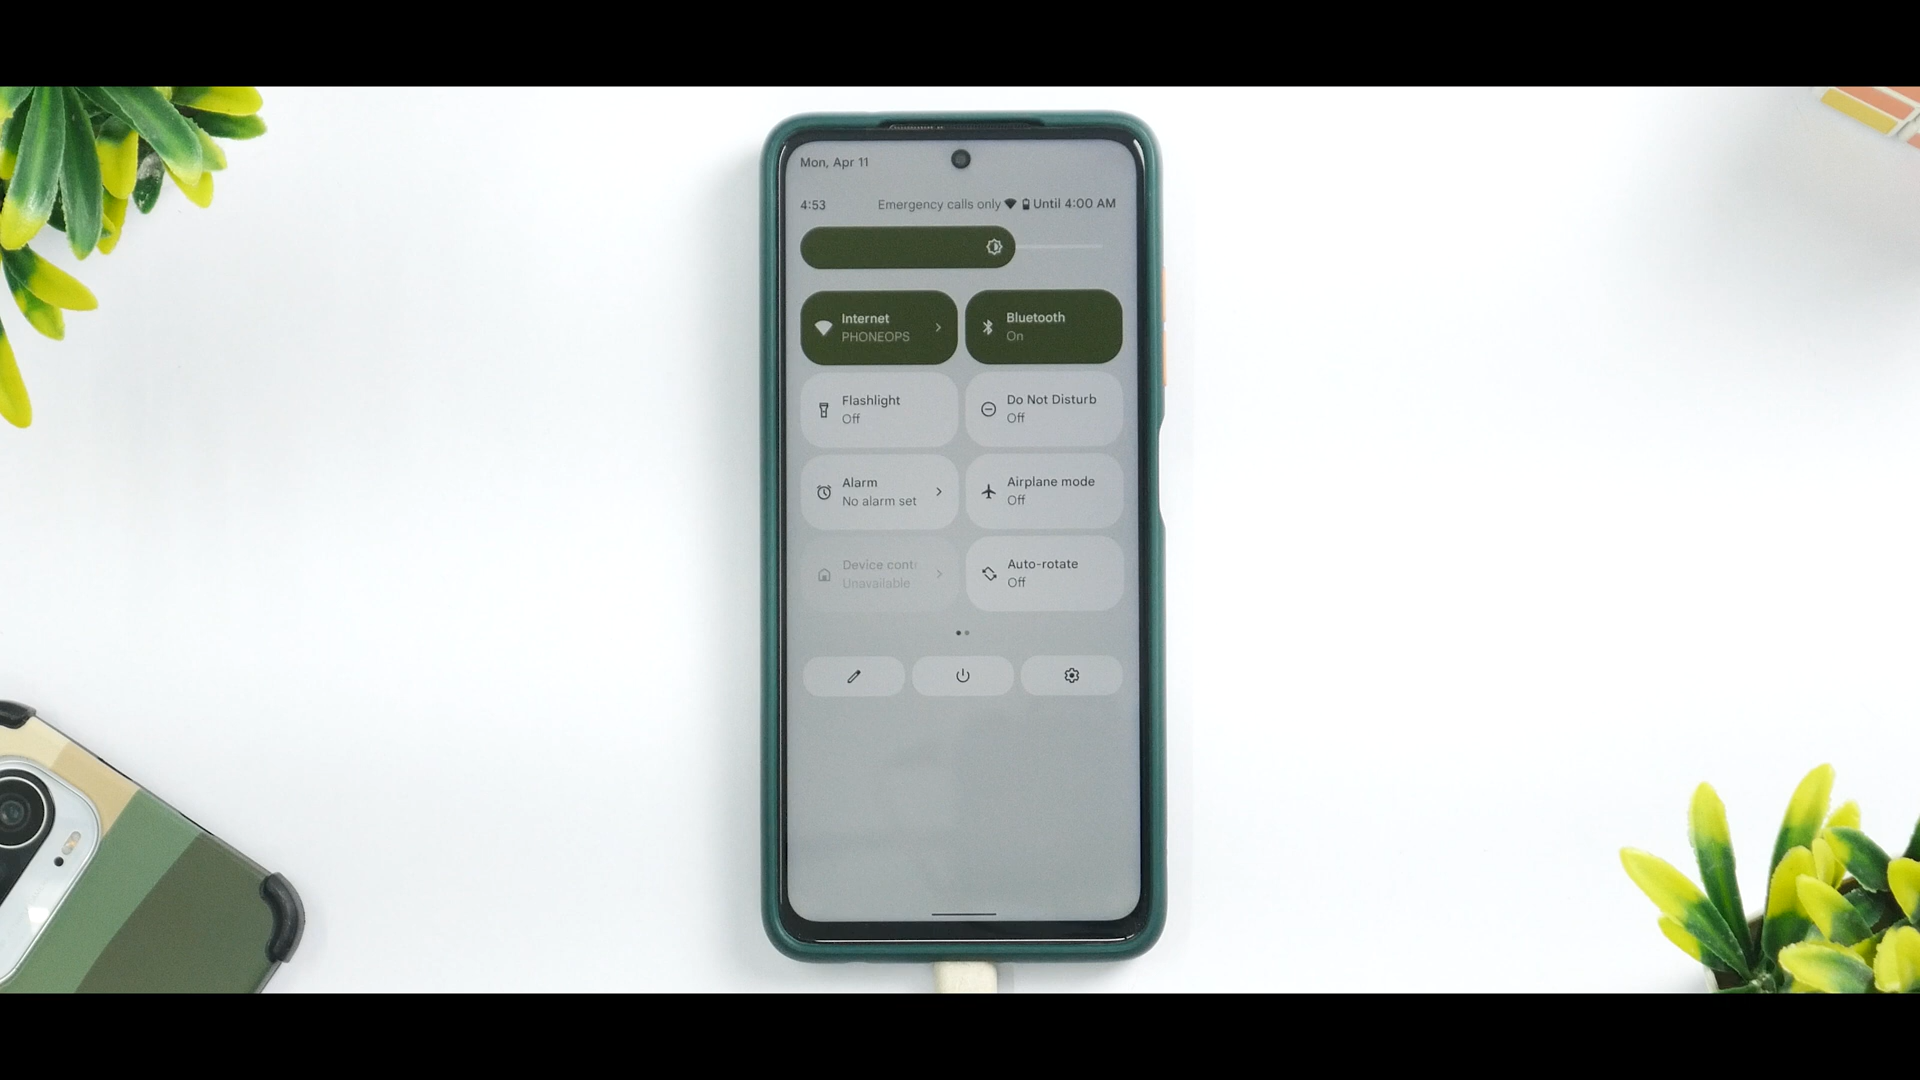 Mon, Apr 11
4:53 Emergency calls only Until 4:00 AM
Internet
PHONEOPS
Bluetooth
On
Flashlight
Off
Do Not Disturb
Off
Alarm
No alarm set
Airplane mode
Off
Device cont
Unavailable
Auto-rotate
Off